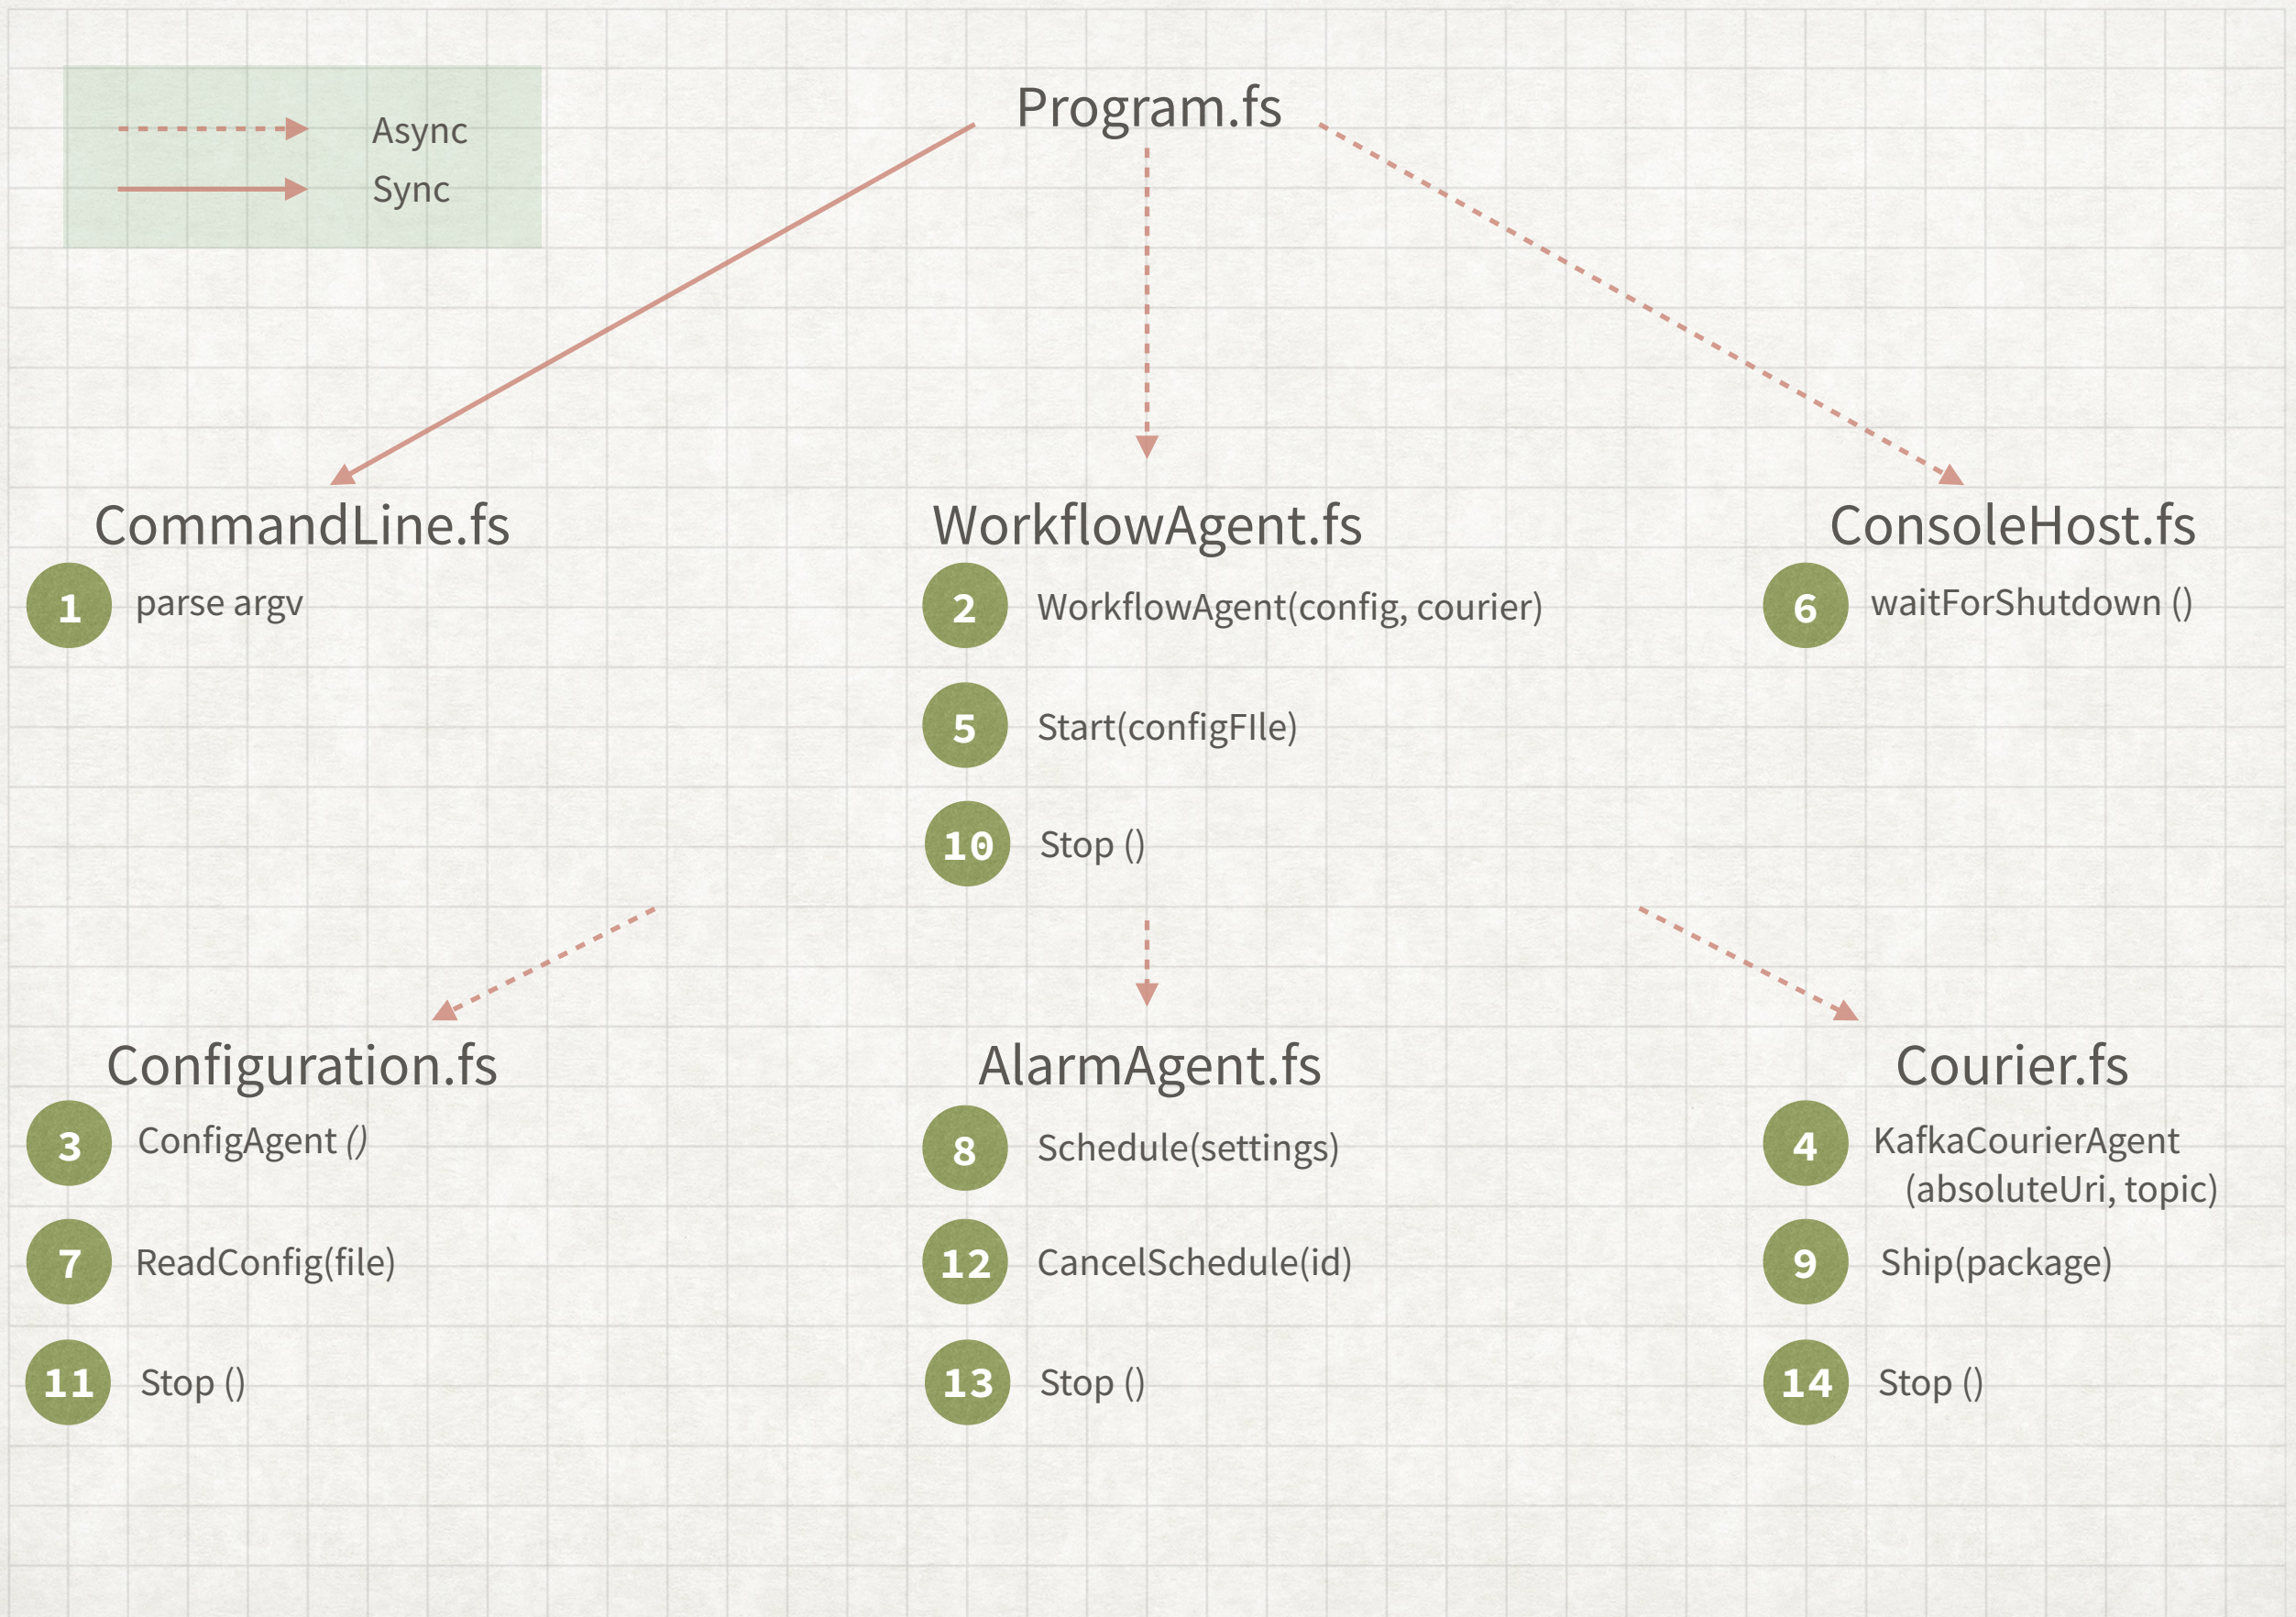 Async
Sync
Program.fs
CommandLine.fs
1 parse argv
WorkflowAgent.fs
2 WorkflowAgent(config, courier)
5 Start(configFIle)
10 Stop ()
ConsoleHost.fs
6 waitForShutdown ()
Configuration.fs
3 ConfigAgent ()
7 ReadConfig(file)
11 Stop ()
AlarmAgent.fs
8 Schedule(settings)
12 CancelSchedule(id)
13 Stop ()
Courier.fs
4 KafkaCourierAgent
(absoluteUri, topic)
9 Ship(package)
14 Stop ()